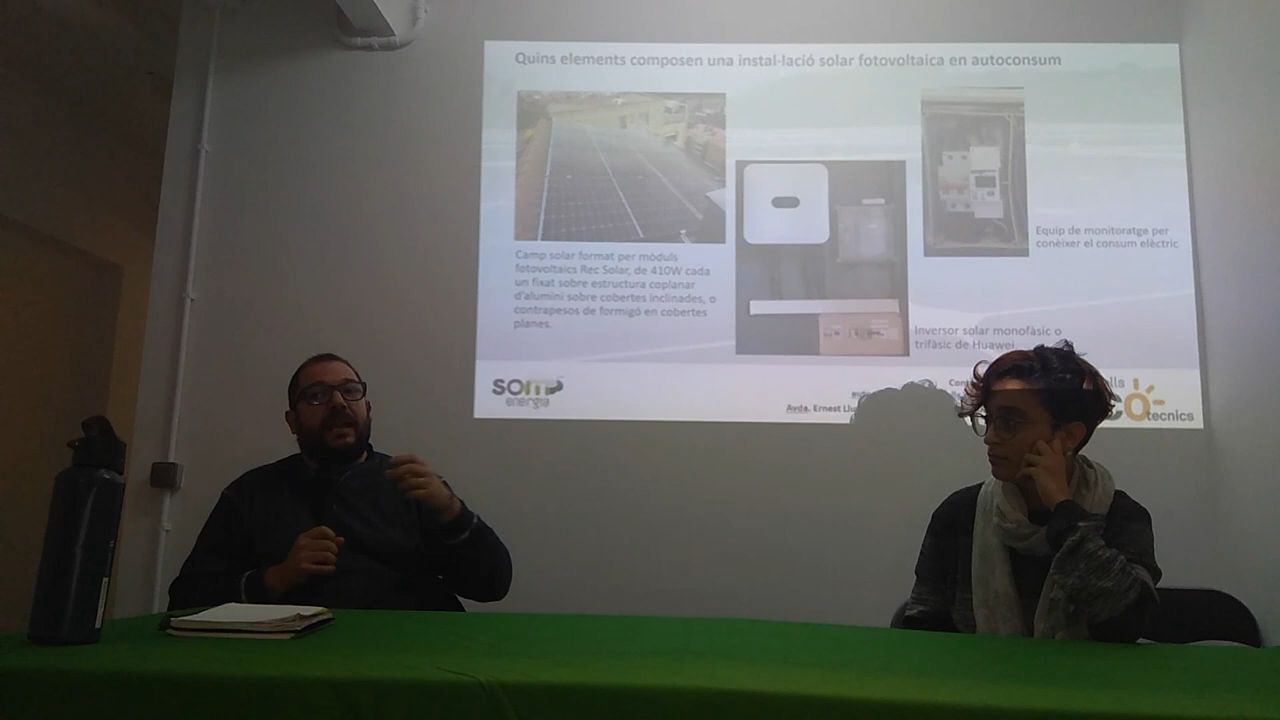 Quins elements composen una instal·lació solar fotovoltaica en autoconsum
Camp solar format per mòduls
fotovoltaics Rec Solar, de 410W cada
un fixat sobre estructura coplanar
d'alumini sobre cobertes inclinades, o
contrapesos de formigó en cobertes
planes.
Equip de monitoratge per
conèixer el consum elèctric
Inversor solar monofàsic o
trifàsic de Huawei.
som
energia
Avda. Ernest
tecnics